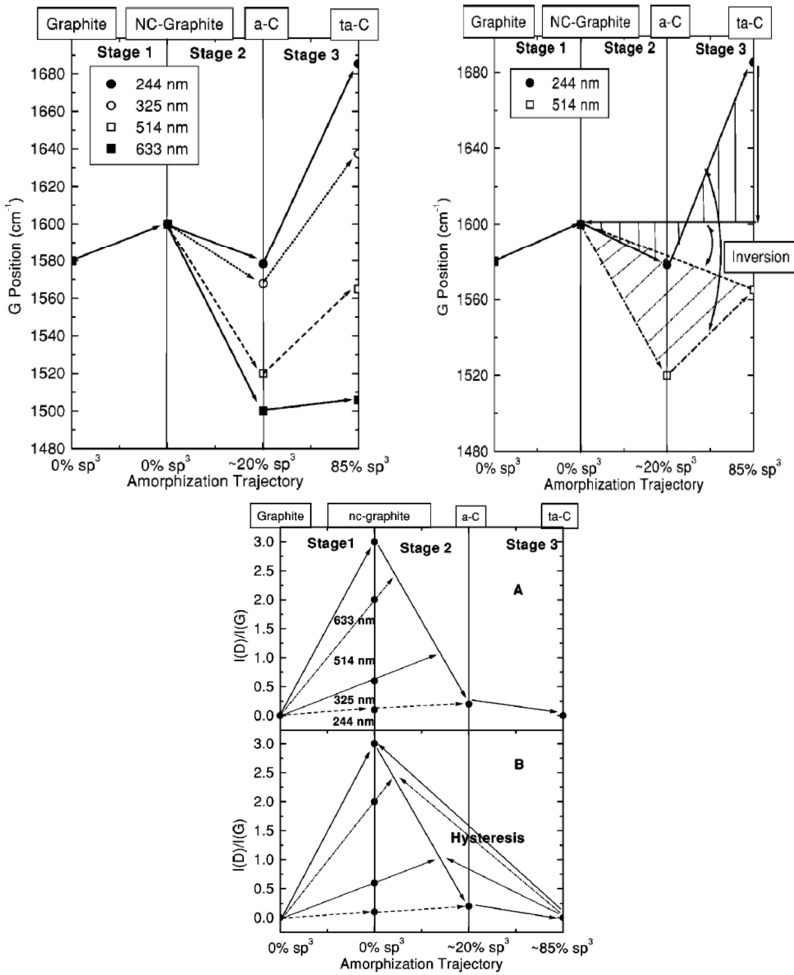 Graphite NC-Graphite a-C ta-C
Stage 1 Stage 2 Stage 3
244 nm
325 nm
514 nm
633 nm
G Position (cm⁻¹)
1680
1660
1640
1620
1600
1580
1560
1540
1520
1500
1480
0% sp³ 0% sp³ ~20% sp³ 85% sp³
Amorphization Trajectory
Graphite NC-Graphite a-C ta-C
Stage 1 Stage 2 Stage 3
244 nm
514 nm
Inversion
G Position (cm⁻¹)
1680
1640
1600
1560
1520
1480
0% sp³ 0% sp³ ~20% sp³ 85% sp³
Amorphization Trajectory
Graphite nc-graphite a-C ta-C
Stage1 Stage 2 Stage 3
A
I(D)/I(G)
3.0
2.5
2.0
1.5
1.0
0.5
0.0
633 nm
514 nm
325 nm
244 nm
B
I(D)/I(G)
3.0
2.5
2.0
1.5
1.0
0.5
0.0
Hysteresis
0% sp³ 0% sp³ ~20% sp³ ~85% sp³
Amorphization Trajectory